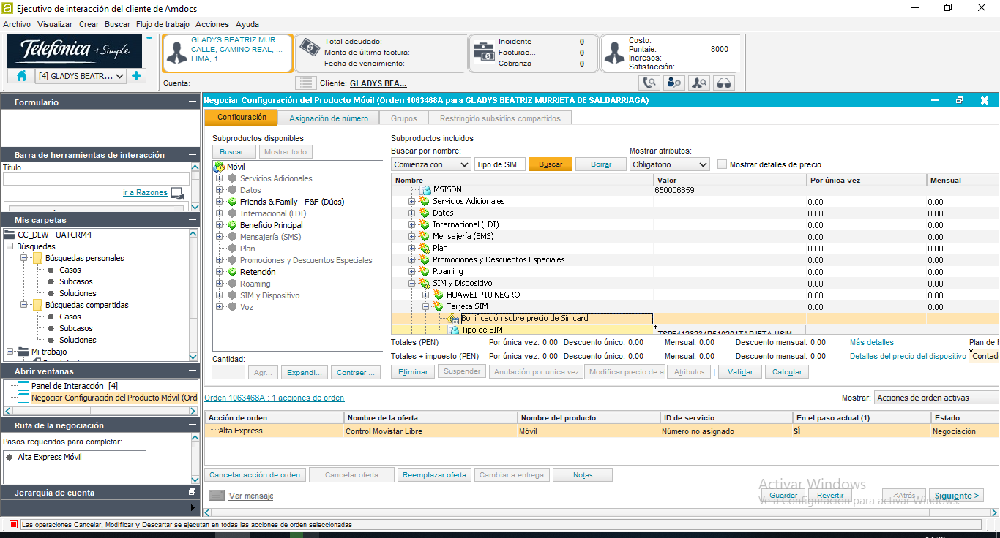 Ejecutivo de interacción del cliente de Amdocs
Archivo Visualizar Crear Buscar Flujo de trabajo Acciones Ayuda
Telefónica +Simple
[4] GLADYS BEATR...
GLADYS BEATRIZ MUR...
CALLE, CAMINO REAL, ...
LIMA, 1
Total adeudado:
Monto de última factura:
Fecha de vencimiento:
Incidente 0
Facturac... 0
Cobranza 0
Costo:
Puntaje: 8000
Ingresos:
Satisfacción:
Cuenta:
Cliente: GLADYS BEA...
Formulario
Barra de herramientas de interacción
Titulo
ir a Razones
Mis carpetas
CC_DLW - UATCRM4
Búsquedas
Búsquedas personales
Casos
Subcasos
Soluciones
Búsquedas compartidas
Casos
Subcasos
Soluciones
Mi trabajo
Abrir ventanas
Panel de Interacción [4]
Negociar Configuración del Producto Móvil (Ord
Ruta de la negociación
Pasos requeridos para completar:
Alta Express Móvil
Jerarquía de cuenta
Negociar Configuración del Producto Móvil (Orden 1063468A para GLADYS BEATRIZ MURRIETA DE SALDARRIAGA)
Configuración Asignación de número Grupos Restringido subsidios compartidos
Subproductos disponibles
Buscar... Mostrar todo
Móvil
Servicios Adicionales
Datos
Friends & Family - F&F (Dúos)
Internacional (LDI)
Beneficio Principal
Mensajería (SMS)
Plan
Promociones y Descuentos Especiales
Retención
Roaming
SIM y Dispositivo
Voz
Cantidad:
Agr... Expandi... Contraer ...
Subproductos incluidos
Buscar por nombre: Mostrar atributos:
Comienza con Tipo de SIM Buscar Borrar Obligatorio Mostrar detalles de precio
Nombre Valor Por única vez Mensual
MSISDN 650006659
Servicios Adicionales 0.00 0.00
Datos 0.00 0.00
Internacional (LDI) 0.00 0.00
Mensajería (SMS) 0.00 0.00
Plan 0.00 0.00
Promociones y Descuentos Especiales 0.00 0.00
Roaming 0.00 0.00
SIM y Dispositivo 0.00 0.00
HUAWEI P10 NEGRO 0.00 0.00
Tarjeta SIM 0.00 0.00
Bonificación sobre precio de Simcard
Tipo de SIM *
Totales (PEN) Por única vez: 0.00 Descuento único: 0.00 Mensual: 0.00 Descuento mensual: 0.00 Más detalles Plan de F
Totales + impuesto (PEN) Por única vez: 0.00 Descuento único: 0.00 Mensual: 0.00 Descuento mensual: 0.00 Detalles del precio del dispositivo *Contado
Eliminar Suspender Anulación por unica vez Modificar precio de al Atributos | Validar Calcular
Orden 1063468A : 1 acciones de orden
Mostrar: Acciones de orden activas
Acción de orden Nombre de la oferta Nombre del producto ID de servicio En el paso actual (1) Estado
Alta Express Control Movistar Libre Móvil Número no asignado SÍ Negociación
Cancelar acción de orden Cancelar oferta Reemplazar oferta Cambiar a entrega Notas
Ver mensaje
Guardar Revertir <Atrás Siguiente >
Activar Windows
Ve a Configuración para activar Windows.
Las operaciones Cancelar, Modificar y Descartar se ejecutan en todas las acciones de orden seleccionadas